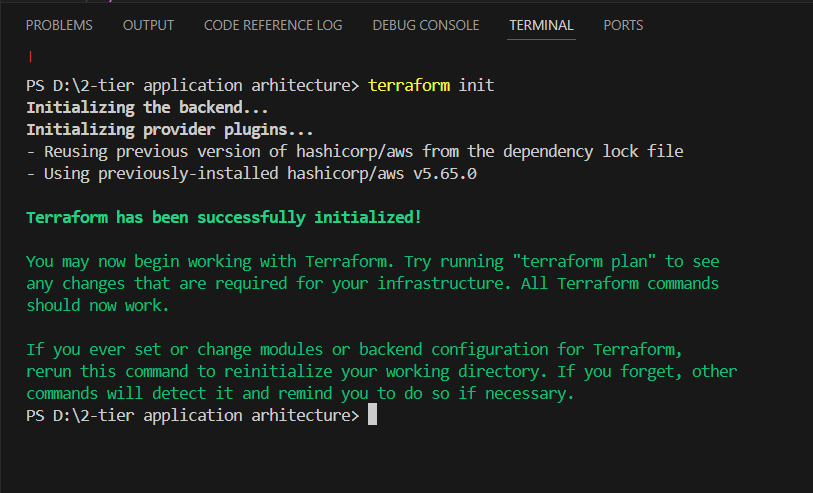 PROBLEMS OUTPUT CODE REFERENCE LOG DEBUG CONSOLE TERMINAL PORTS
PS D:\2-tier application arhitecture> terraform init
Initializing the backend...
Initializing provider plugins...
- Reusing previous version of hashicorp/aws from the dependency lock file
- Using previously-installed hashicorp/aws v5.65.0
Terraform has been successfully initialized!
You may now begin working with Terraform. Try running "terraform plan" to see
any changes that are required for your infrastructure. All Terraform commands
should now work.
If you ever set or change modules or backend configuration for Terraform,
rerun this command to reinitialize your working directory. If you forget, other
commands will detect it and remind you to do so if necessary.
PS D:\2-tier application arhitecture>